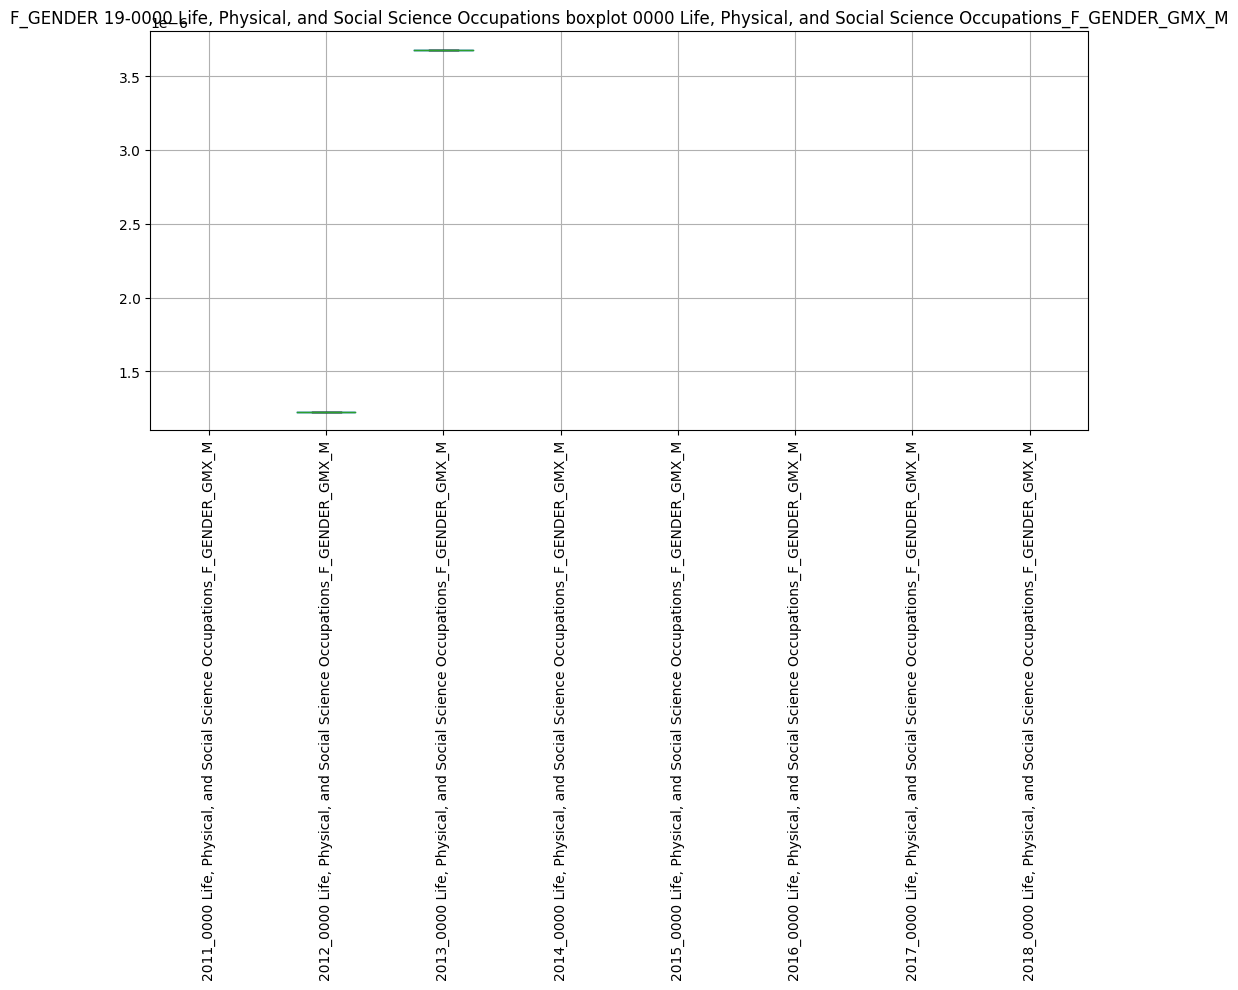 F_GENDER 19-0000 Life, Physical, and Social Science Occupations boxplot 0000 Life, Physical, and Social Science Occupations_F_GENDER_GMX_M
1e−6
3.5
3.0
2.5
2.0
1.5
2011_0000 Life, Physical, and Social Science Occupations_F_GENDER_GMX_M
2012_0000 Life, Physical, and Social Science Occupations_F_GENDER_GMX_M
2013_0000 Life, Physical, and Social Science Occupations_F_GENDER_GMX_M
2014_0000 Life, Physical, and Social Science Occupations_F_GENDER_GMX_M
2015_0000 Life, Physical, and Social Science Occupations_F_GENDER_GMX_M
2016_0000 Life, Physical, and Social Science Occupations_F_GENDER_GMX_M
2017_0000 Life, Physical, and Social Science Occupations_F_GENDER_GMX_M
2018_0000 Life, Physical, and Social Science Occupations_F_GENDER_GMX_M